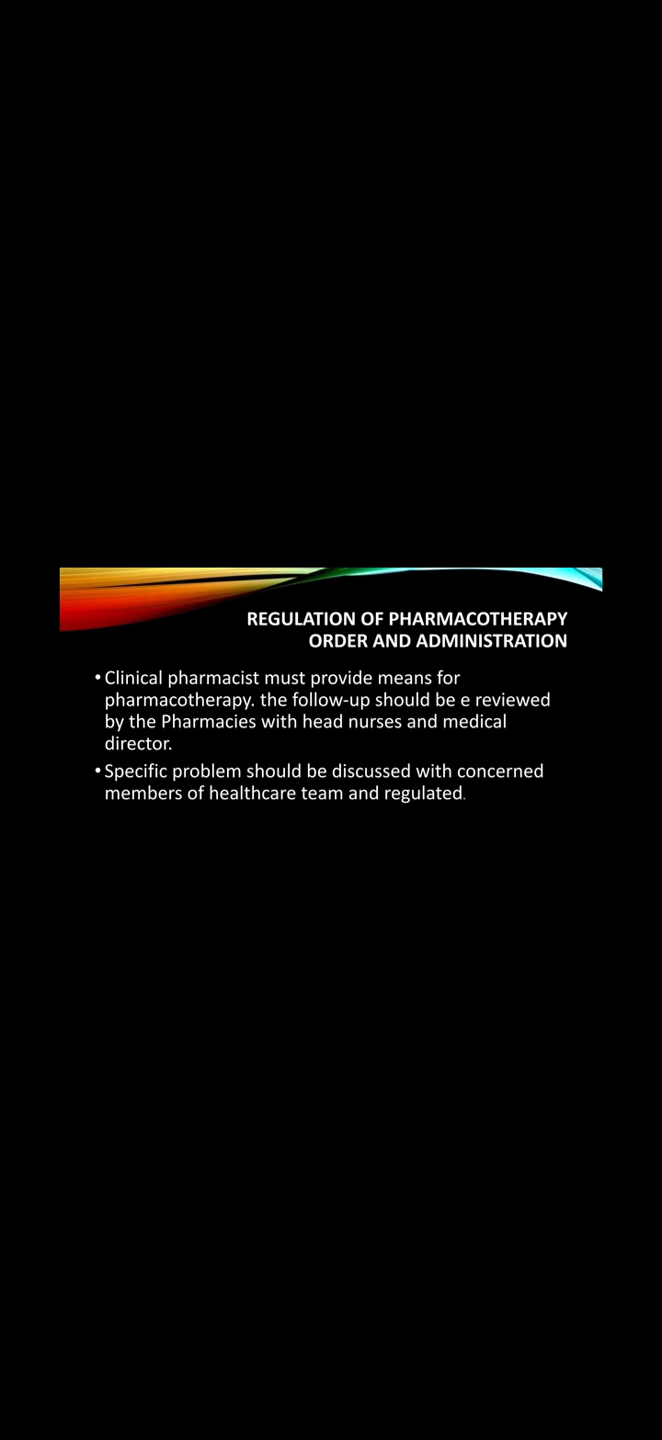 REGULATION OF PHARMACOTHERAPY
ORDER AND ADMINISTRATION
• Clinical pharmacist must provide means for
pharmacotherapy. the follow-up should be e reviewed
by the Pharmacies with head nurses and medical
director.
• Specific problem should be discussed with concerned
members of healthcare team and regulated.